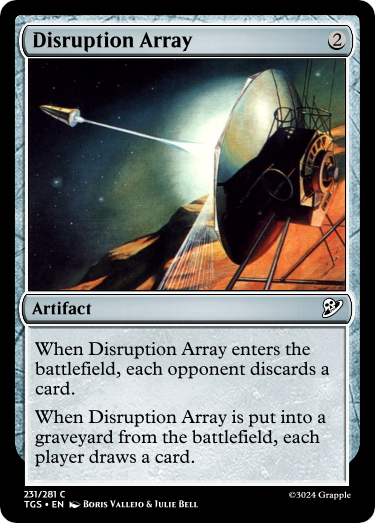 Disruption Array 2
Artifact
When Disruption Array enters the
battlefield, each opponent discards a
card.
When Disruption Array is put into a
graveyard from the battlefield, each
player draws a card.
231/281 C
©3024 Grapple
TGS • EN Boris Vallejo & Julie Bell